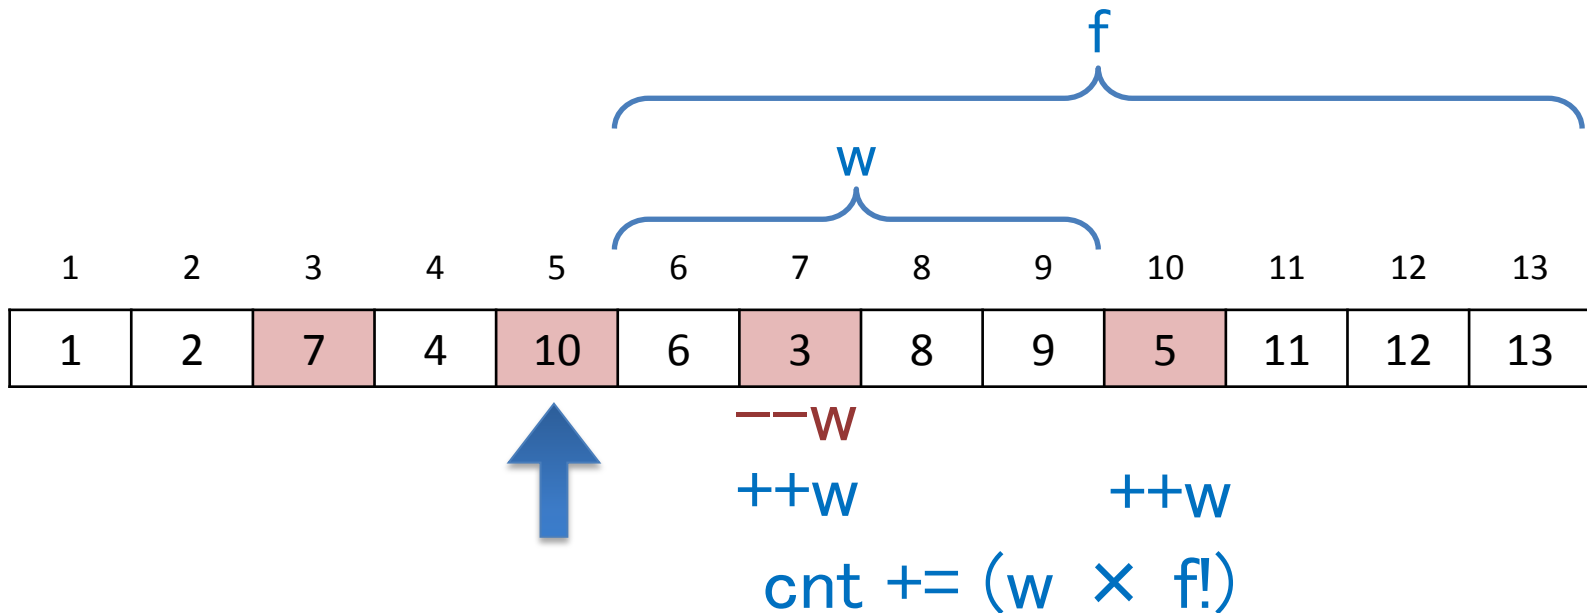 f
w
1 2 3 4 5 6 7 8 9 10 11 12 13
1 2 7 4 10 6 3 8 9 5 11 12 13
−−w
++w ++w
cnt += (w × f!)